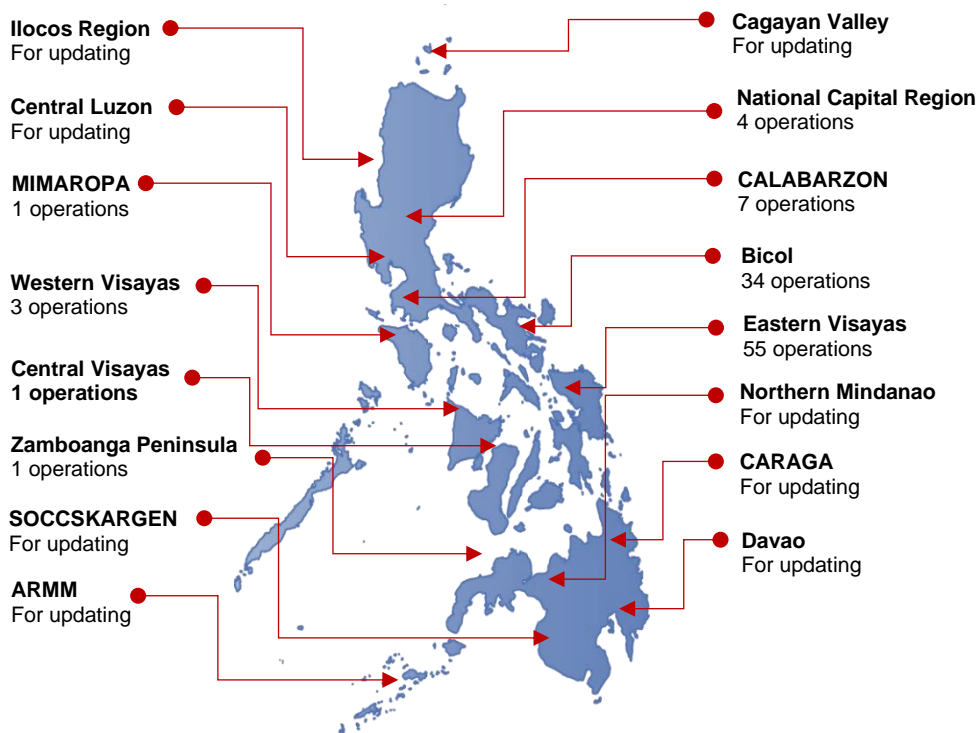 Ilocos Region
For updating
Central Luzon
For updating
MIMAROPA
1 operations
Western Visayas
3 operations
Central Visayas
1 operations
Zamboanga Peninsula
1 operations
SOCCSKARGEN
For updating
ARMM
For updating
Cagayan Valley
For updating
National Capital Region
4 operations
CALABARZON
7 operations
Bicol
34 operations
Eastern Visayas
55 operations
Northern Mindanao
For updating
CARAGA
For updating
Davao
For updating